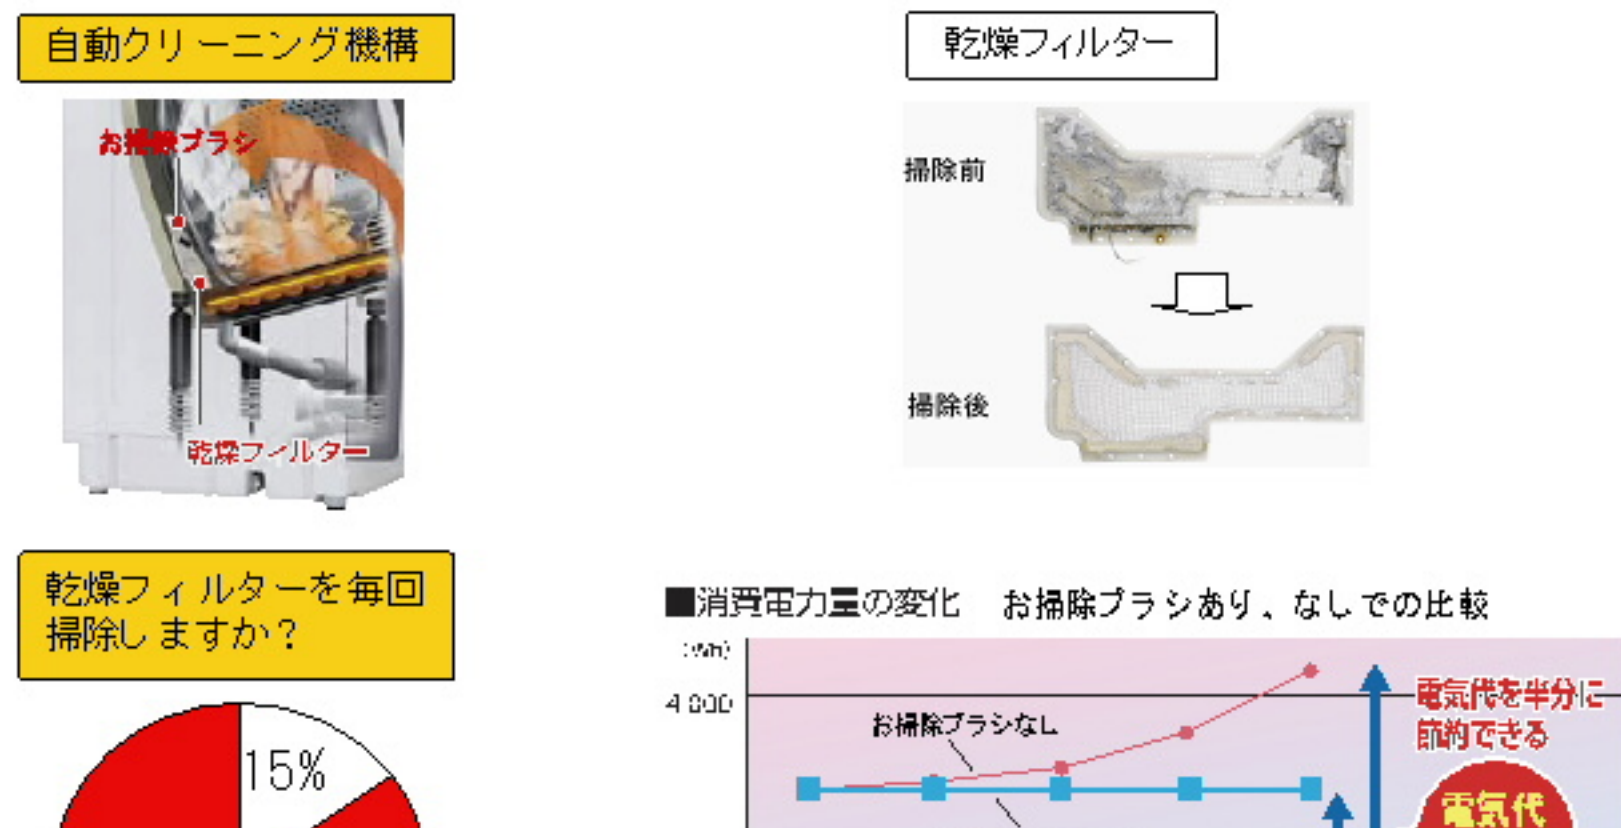 自動クリーニング機構
お掃除ブラシ
乾燥フィルター
乾燥フィルター
掃除前
掃除後
乾燥フィルターを毎回
掃除しますか？
15%
■消費電力量の変化　お掃除ブラシあり、なしでの比較
(Wh)
4000
お掃除ブラシなし
電気代を半分に
節約できる
電気代